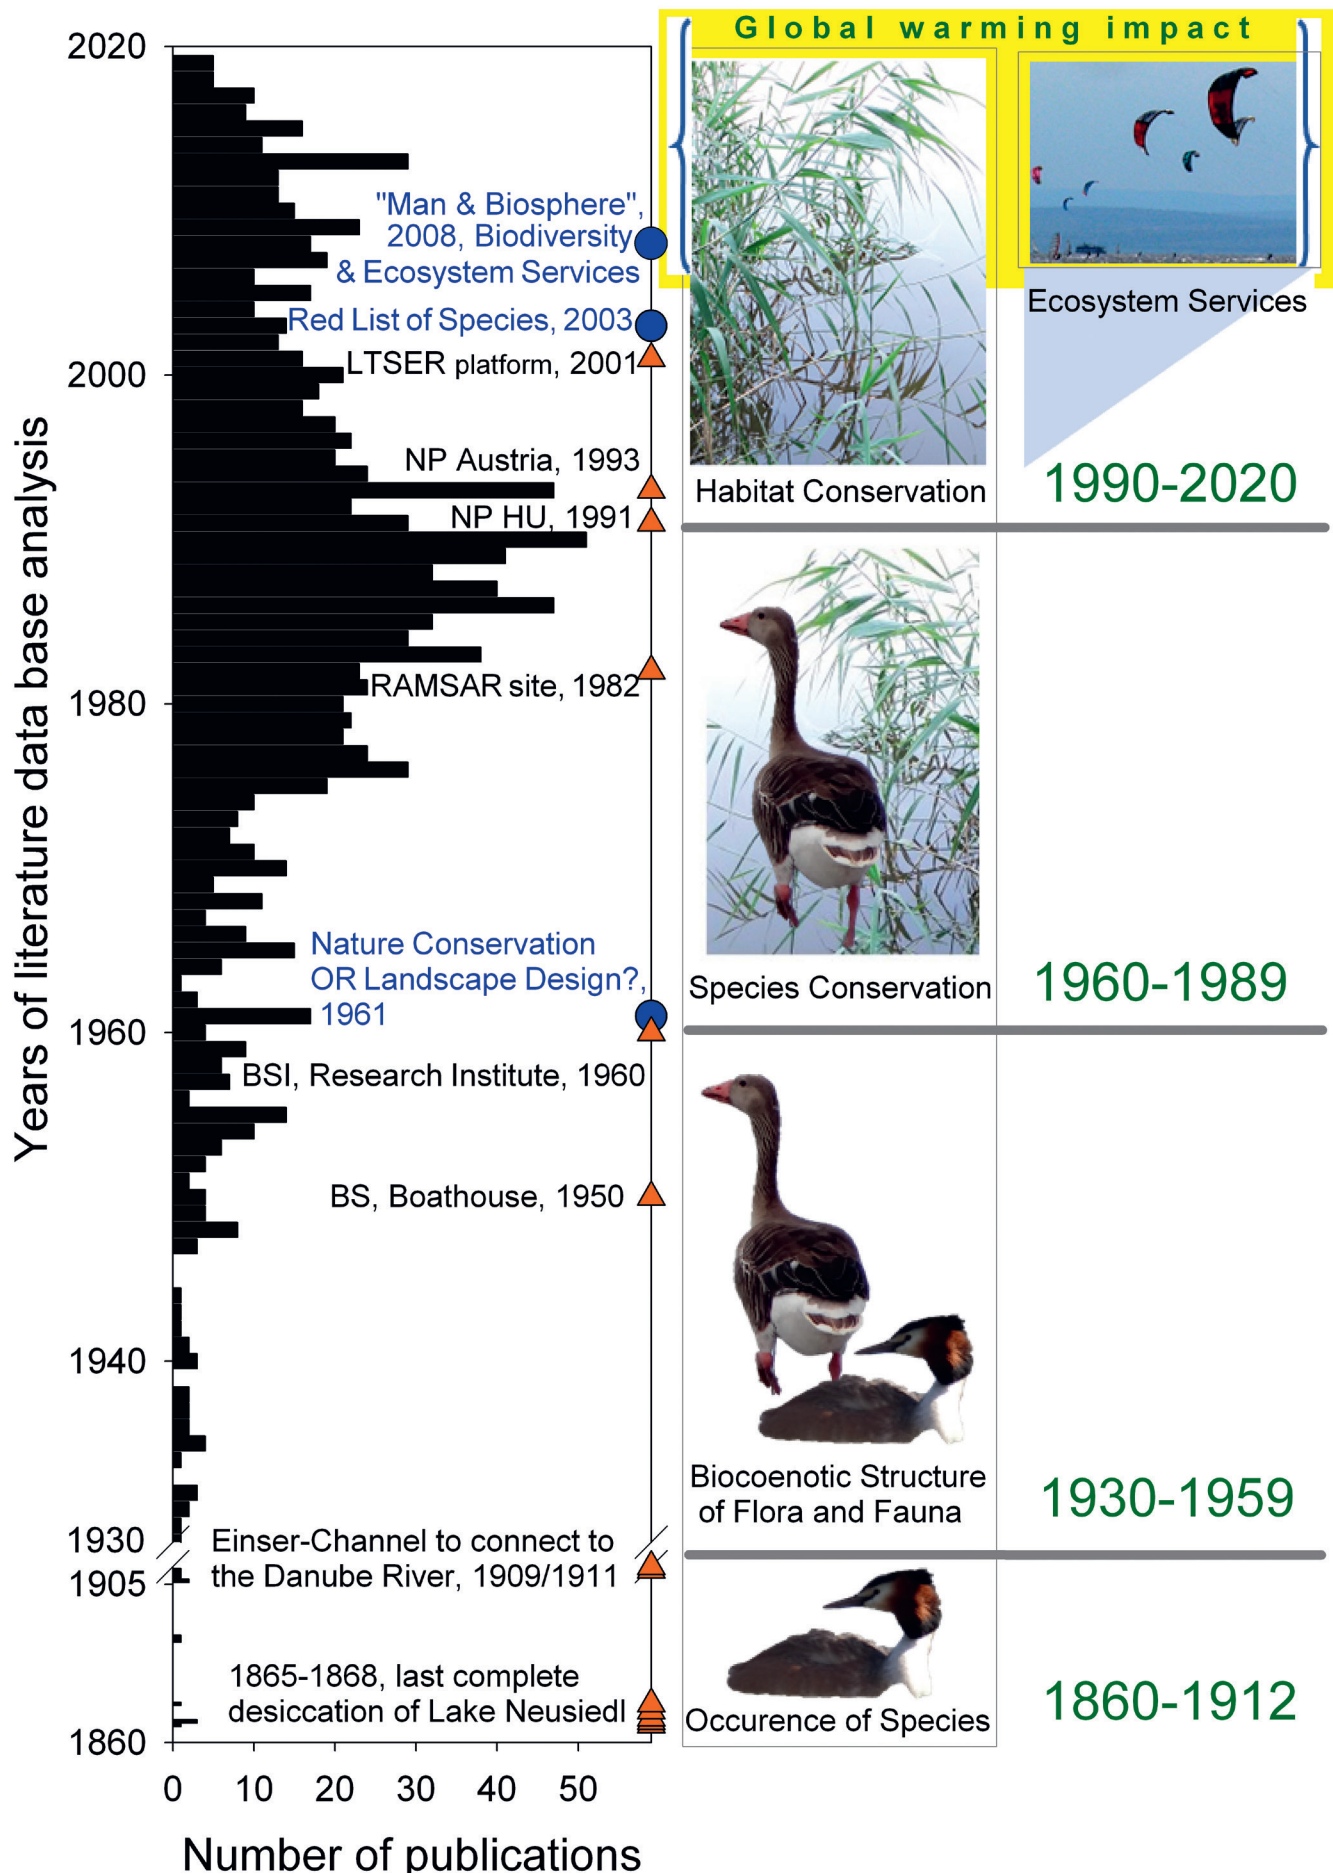 Global warming impact
2020
"Man & Biosphere",
2008, Biodiversity
& Ecosystem Services
Ecosystem Services
Red List of Species, 2003
LTSER platform, 2001
2000
NP Austria, 1993
Habitat Conservation
1990-2020
NP HU, 1991
Years of literature data base analysis
RAMSAR site, 1982
1980
Nature Conservation
OR Landscape Design?,
1961
Species Conservation
1960-1989
1960
BSI, Research Institute, 1960
BS, Boathouse, 1950
1940
Biocoenotic Structure
of Flora and Fauna
1930-1959
1930
Einser-Channel to connect to
the Danube River, 1909/1911
1905
1865-1868, last complete
desiccation of Lake Neusiedl
Occurence of Species
1860-1912
1860
0 10 20 30 40 50
Number of publications